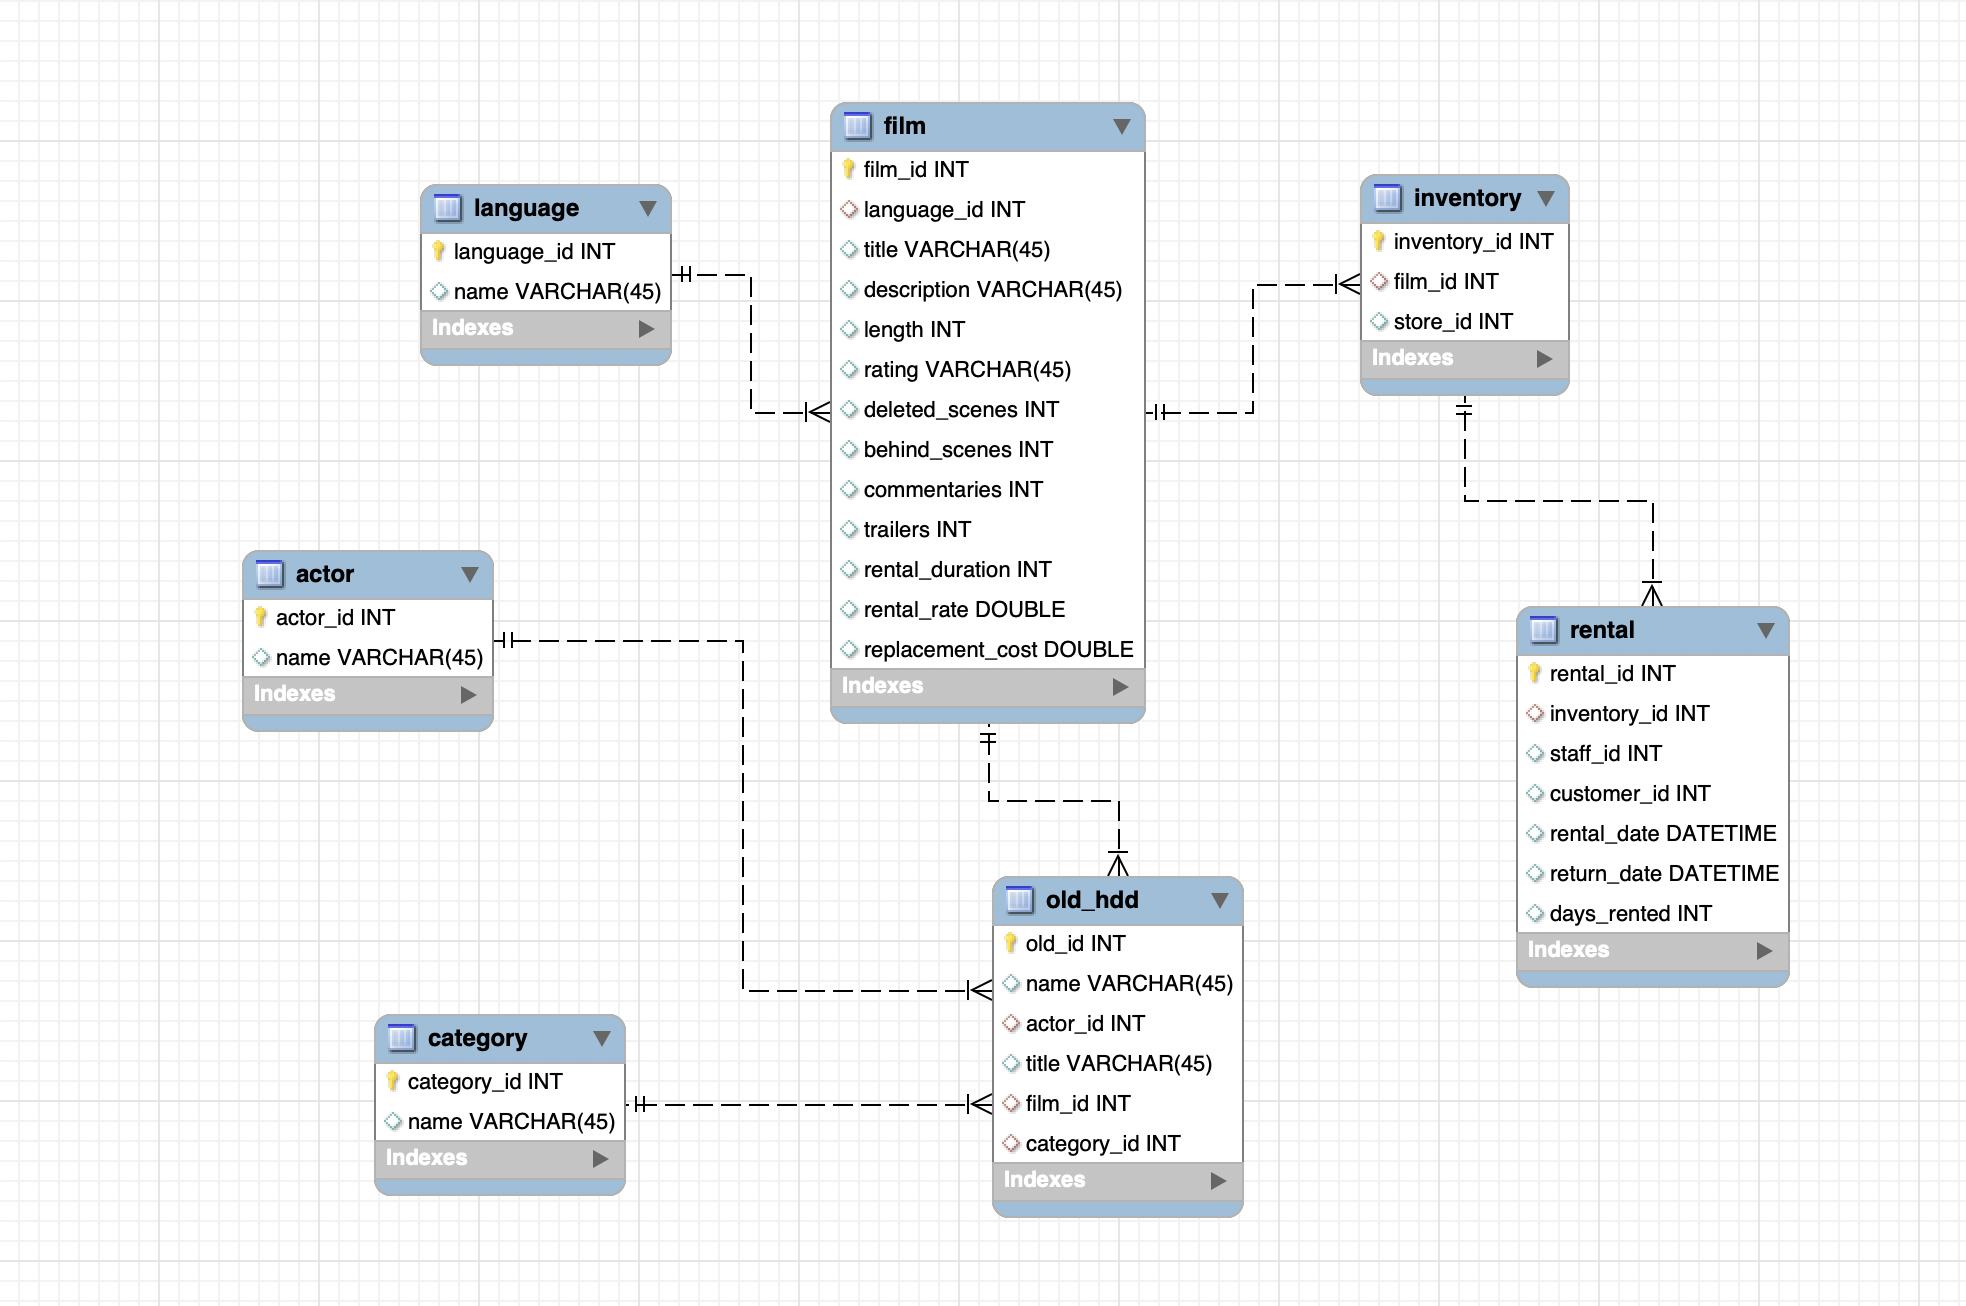 film
film_id INT
language_id INT
title VARCHAR(45)
description VARCHAR(45)
length INT
rating VARCHAR(45)
deleted_scenes INT
behind_scenes INT
commentaries INT
trailers INT
rental_duration INT
rental_rate DOUBLE
replacement_cost DOUBLE
Indexes
language
language_id INT
name VARCHAR(45)
Indexes
inventory
inventory_id INT
film_id INT
store_id INT
Indexes
actor
actor_id INT
name VARCHAR(45)
Indexes
rental
rental_id INT
inventory_id INT
staff_id INT
customer_id INT
rental_date DATETIME
return_date DATETIME
days_rented INT
Indexes
old_hdd
old_id INT
name VARCHAR(45)
actor_id INT
title VARCHAR(45)
film_id INT
category_id INT
Indexes
category
category_id INT
name VARCHAR(45)
Indexes